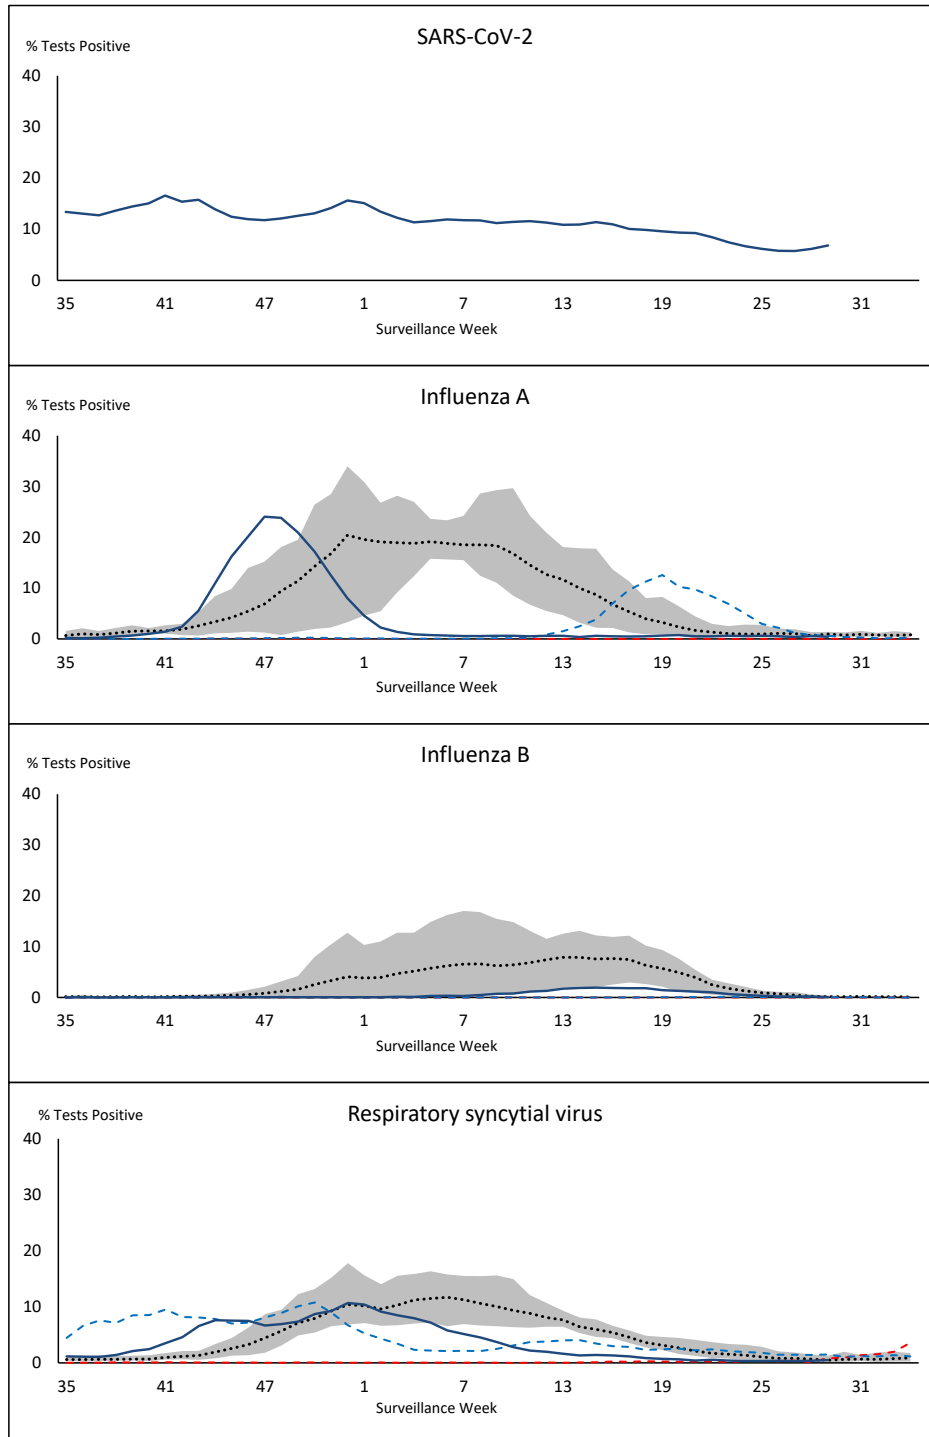 SARS-CoV-2
% Tests Positive
40
30
20
10
0
35 41 47 1 7 13 19 25 31
Surveillance Week
Influenza A
% Tests Positive
40
30
20
10
0
35 41 47 1 7 13 19 25 31
Surveillance Week
Influenza B
% Tests Positive
40
30
20
10
0
35 41 47 1 7 13 19 25 31
Surveillance Week
Respiratory syncytial virus
% Tests Positive
40
30
20
10
0
35 41 47 1 7 13 19 25 31
Surveillance Week